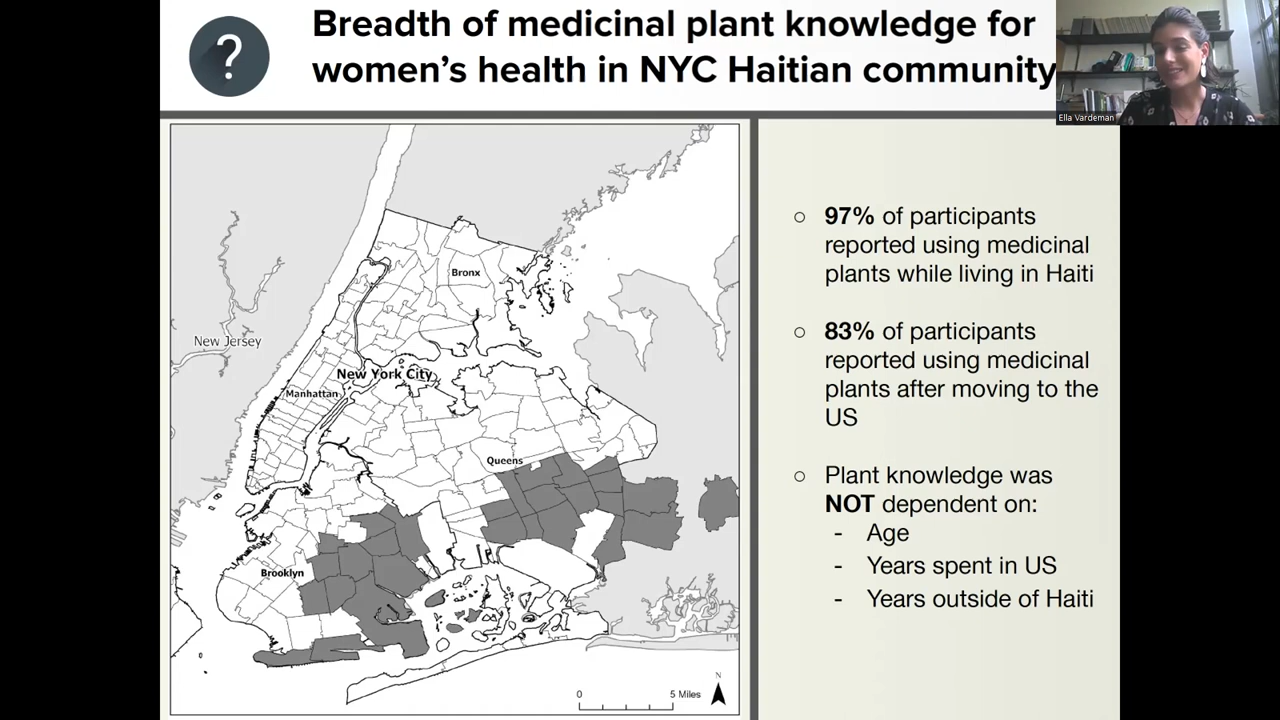 ?
Breadth of medicinal plant knowledge for
women's health in NYC Haitian community
Ella Vardeman
Bronx
New Jersey
New York City
Manhattan
Queens
Brooklyn
N
0 5 Miles
○ 97% of participants
reported using medicinal
plants while living in Haiti
○ 83% of participants
reported using medicinal
plants after moving to the
US
○ Plant knowledge was
NOT dependent on:
- Age
- Years spent in US
- Years outside of Haiti